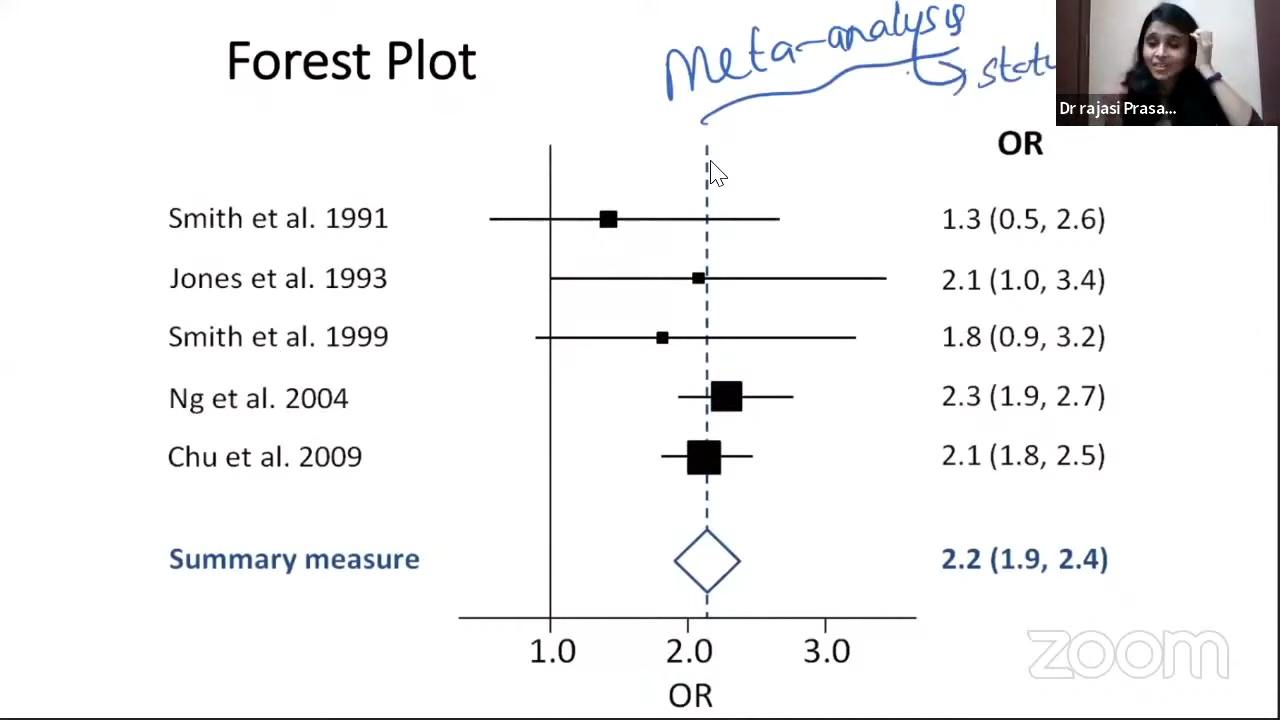 Forest Plot
Meta-analysis
Dr rajasi Prasa...
OR
Smith et al. 1991 1.3 (0.5, 2.6)
Jones et al. 1993 2.1 (1.0, 3.4)
Smith et al. 1999 1.8 (0.9, 3.2)
Ng et al. 2004 2.3 (1.9, 2.7)
Chu et al. 2009 2.1 (1.8, 2.5)
Summary measure 2.2 (1.9, 2.4)
1.0 2.0 3.0
OR
zoom